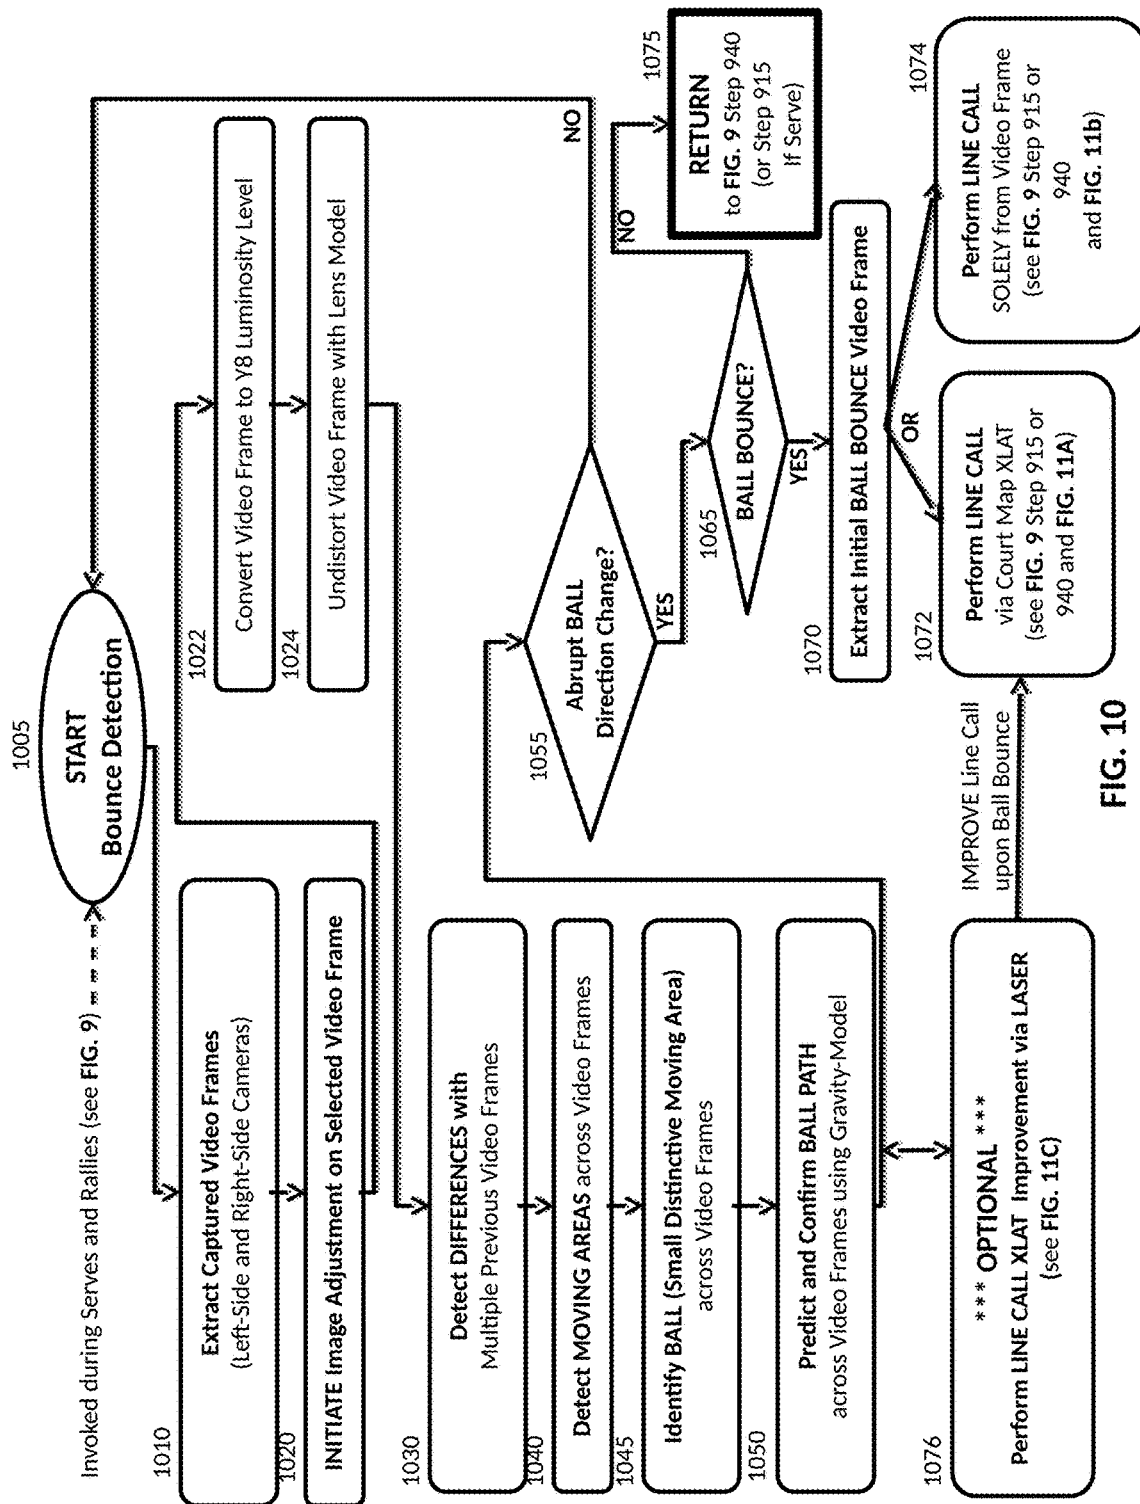 1005
Invoked during Serves and Rallies (see FIG. 9)
START
Bounce Detection
1010
Extract Captured Video Frames
(Left-Side and Right-Side Cameras)
1020
INITIATE Image Adjustment on Selected Video Frame
1022
Convert Video Frame to Y8 Luminosity Level
1024
Undistort Video Frame with Lens Model
1030
Detect DIFFERENCES with
Multiple Previous Video Frames
1040
Detect MOVING AREAS across Video Frames
1045
Identify BALL (Small Distinctive Moving Area)
across Video Frames
1050
Predict and Confirm BALL PATH
across Video Frames using Gravity-Model
1055
Abrupt BALL
Direction Change?
NO
YES
1065
BALL BOUNCE?
NO
YES
1075
RETURN
to FIG. 9 Step 940
(or Step 915
If Serve)
1070
Extract Initial BALL BOUNCE Video Frame
OR
1072
Perform LINE CALL
via Court Map XLAT
(see FIG. 9 Step 915 or
940 and FIG. 11A)
1074
Perform LINE CALL
SOLELY from Video Frame
(see FIG. 9 Step 915 or
940
and FIG. 11b)
1076
*** OPTIONAL ***
Perform LINE CALL XLAT Improvement via LASER
(see FIG. 11C)
IMPROVE Line Call
upon Ball Bounce
FIG. 10